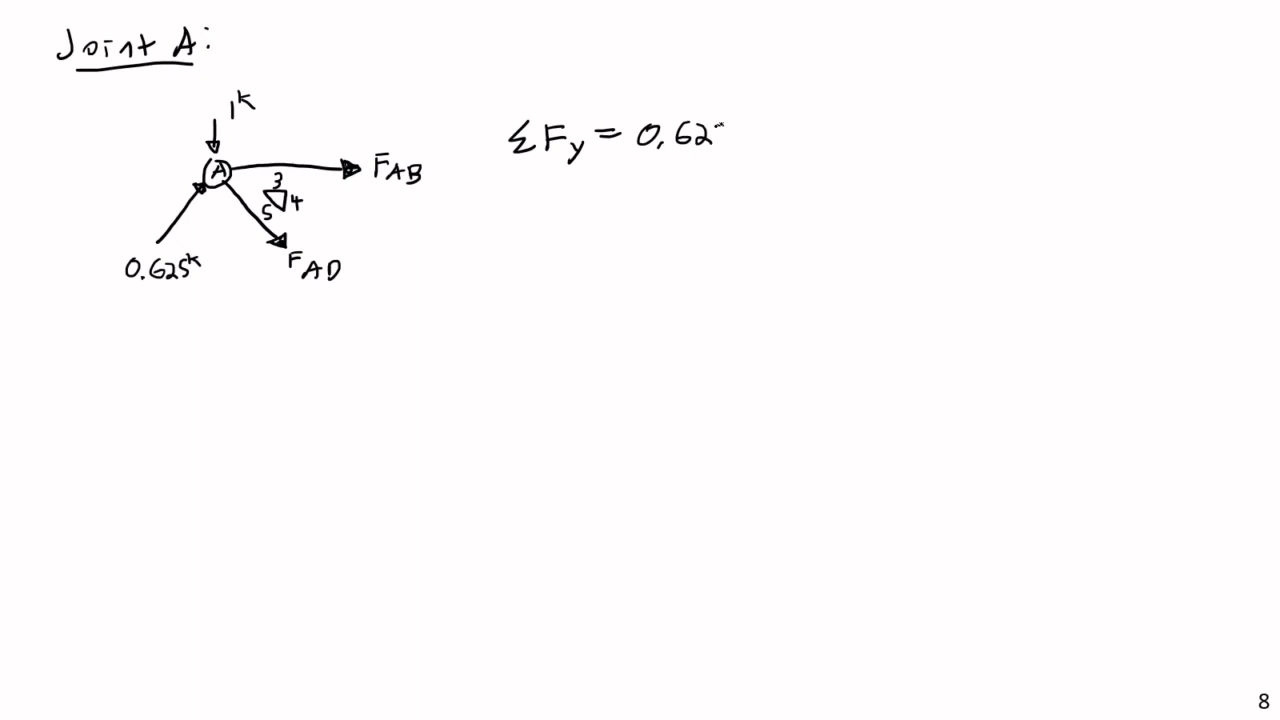 Joint A:
1k
ΣFy = 0.62
A
FAB
3
5 4
0.625k
FAD
8